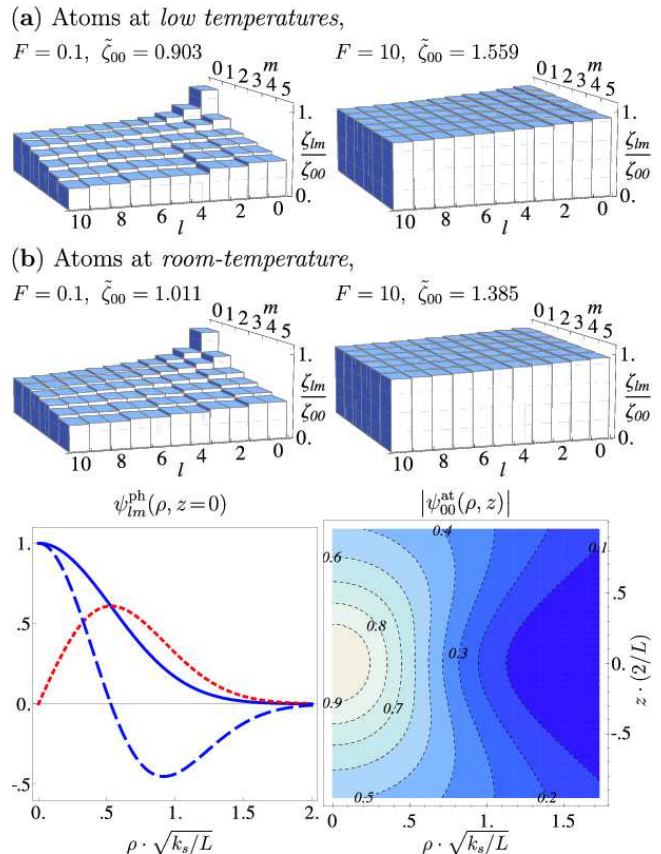 (a) Atoms at low temperatures,
F = 0.1, ζ̃₀₀ = 0.903
F = 10, ζ̃₀₀ = 1.559
0 1 2 3 4 5 m
1.
ζlm/ζ00
0.
10 8 6 4 2 0
l
0 1 2 3 4 5 m
1.
ζlm/ζ00
0.
10 8 6 4 2 0
l
(b) Atoms at room-temperature,
F = 0.1, ζ̃₀₀ = 1.011
F = 10, ζ̃₀₀ = 1.385
0 1 2 3 4 5 m
1.
ζlm/ζ00
0.
10 8 6 4 2 0
l
0 1 2 3 4 5 m
1.
ζlm/ζ00
0.
10 8 6 4 2 0
l
ψ^ph_lm(ρ, z=0)
1.
.5
0.
-.5
0. .5 1. 1.5 2.
ρ · √ks/L
|ψ^at_00(ρ, z)|
0.4
0.1
0.6
0.8
0.3
0.9
0.7
0.5
0.2
.5
0.
-.5
z · (2/L)
0. .5 1. 1.5
ρ · √ks/L